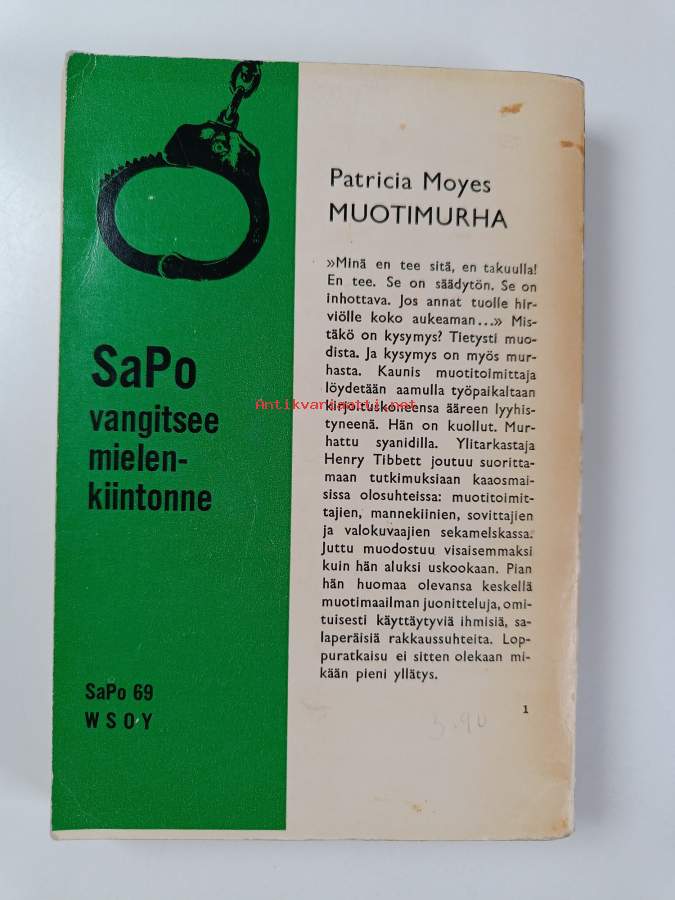 SaPo
vangitsee
mielen-
kiintonne
SaPo 69
WSOY
Patricia Moyes
MUOTIMURHA
»Minä en tee sitä, en takuulla!
En tee. Se on säädytön. Se on
inhottava. Jos annat tuolle hir-
viölle koko aukeaman...» Mis-
täkö on kysymys? Tietysti muo-
dista. Ja kysymys on myös mur-
hasta. Kaunis muotitoimittaja
löydetään aamulla työpaikaltaan
kirjoituskoneensa ääreen lyyhis-
tyneenä. Hän on kuollut. Mur-
hattu syanidilla. Ylitarkastaja
Henry Tibbett joutuu suoritta-
maan tutkimuksiaan kaaosmai-
sissa olosuhteissa: muotitoimit-
tajien, mannekiinien, sovittajien
ja valokuvaajien sekamelskassa.
Juttu muodostuu visaisemmaksi
kuin hän aluksi uskookaan. Pian
hän huomaa olevansa keskellä
muotimaailman juonitteluja, omi-
tuisesti käyttäytyviä ihmisiä, sa-
laperäisiä rakkaussuhteita. Lop-
puratkaisu ei sitten olekaan mi-
kään pieni yllätys.
1
3.90
Antikvariaatti.net